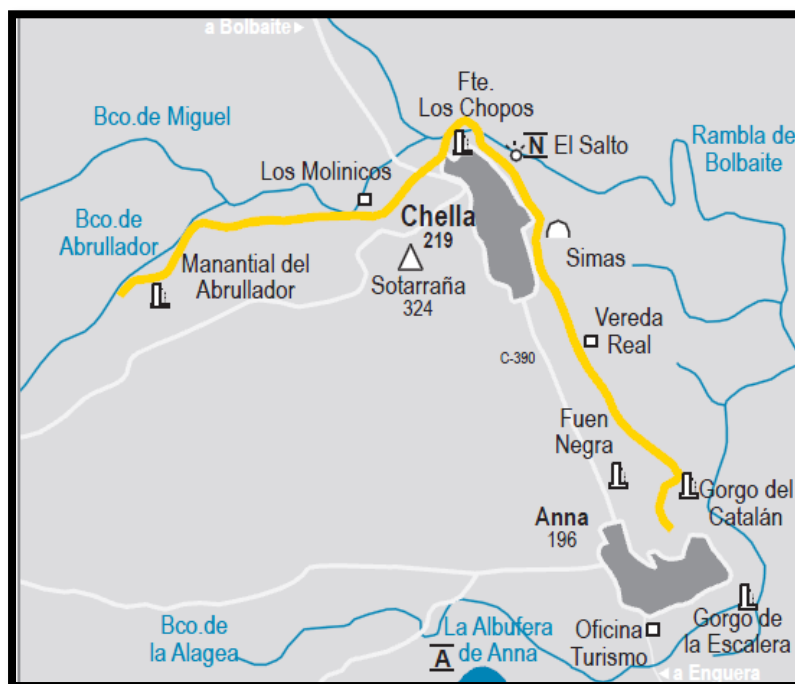 a Bolbaite
Fte.
Los Chopos
Bco.de Miguel
N
El Salto
Rambla de
Bolbaite
Los Molinicos
Bco.de
Abrullador
Chella
219
Manantial del
Abrullador
Sotarraña
324
Simas
Vereda
Real
C-390
Fuen
Negra
Gorgo del
Catalán
Anna
196
Bco.de
la Alagea
La Albufera
de Anna
A
Oficina
Turismo
Gorgo de
la Escalera
a Enquera